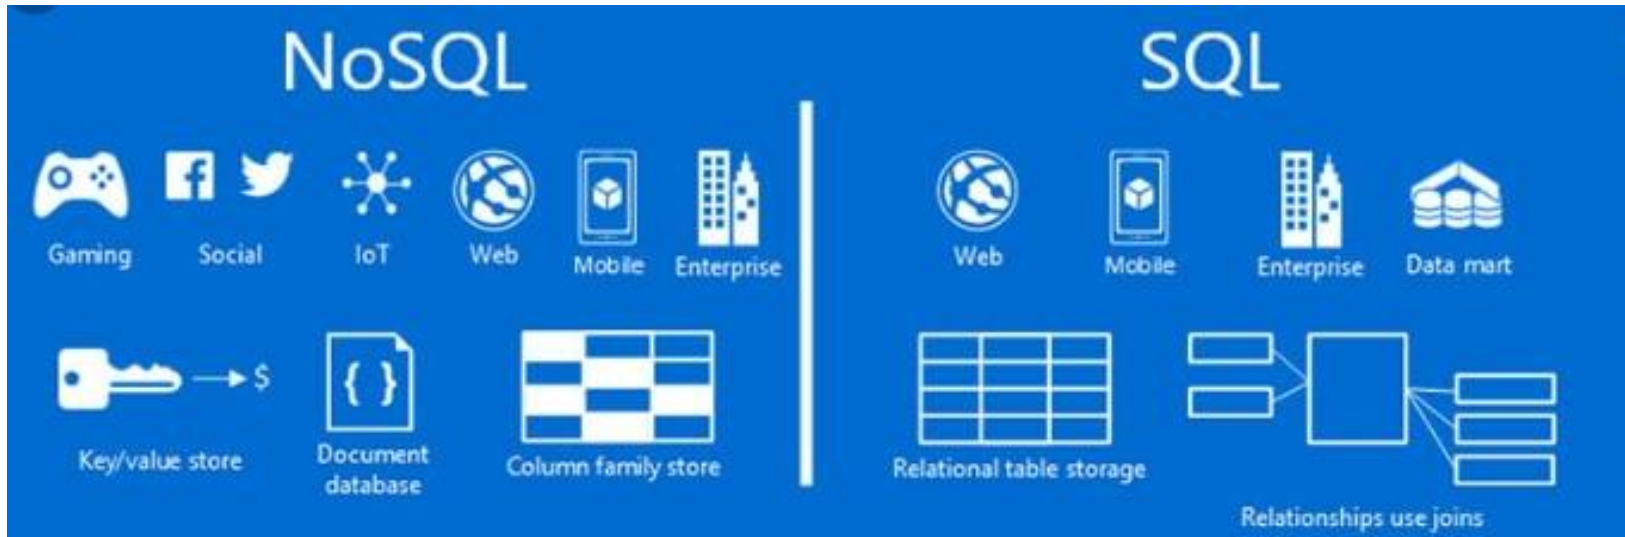 NoSQL
SQL
Gaming
Social
IoT
Web
Mobile
Enterprise
Web
Mobile
Enterprise
Data mart
$
{ }
Key/value store
Document
database
Column family store
Relational table storage
Relationships use joins